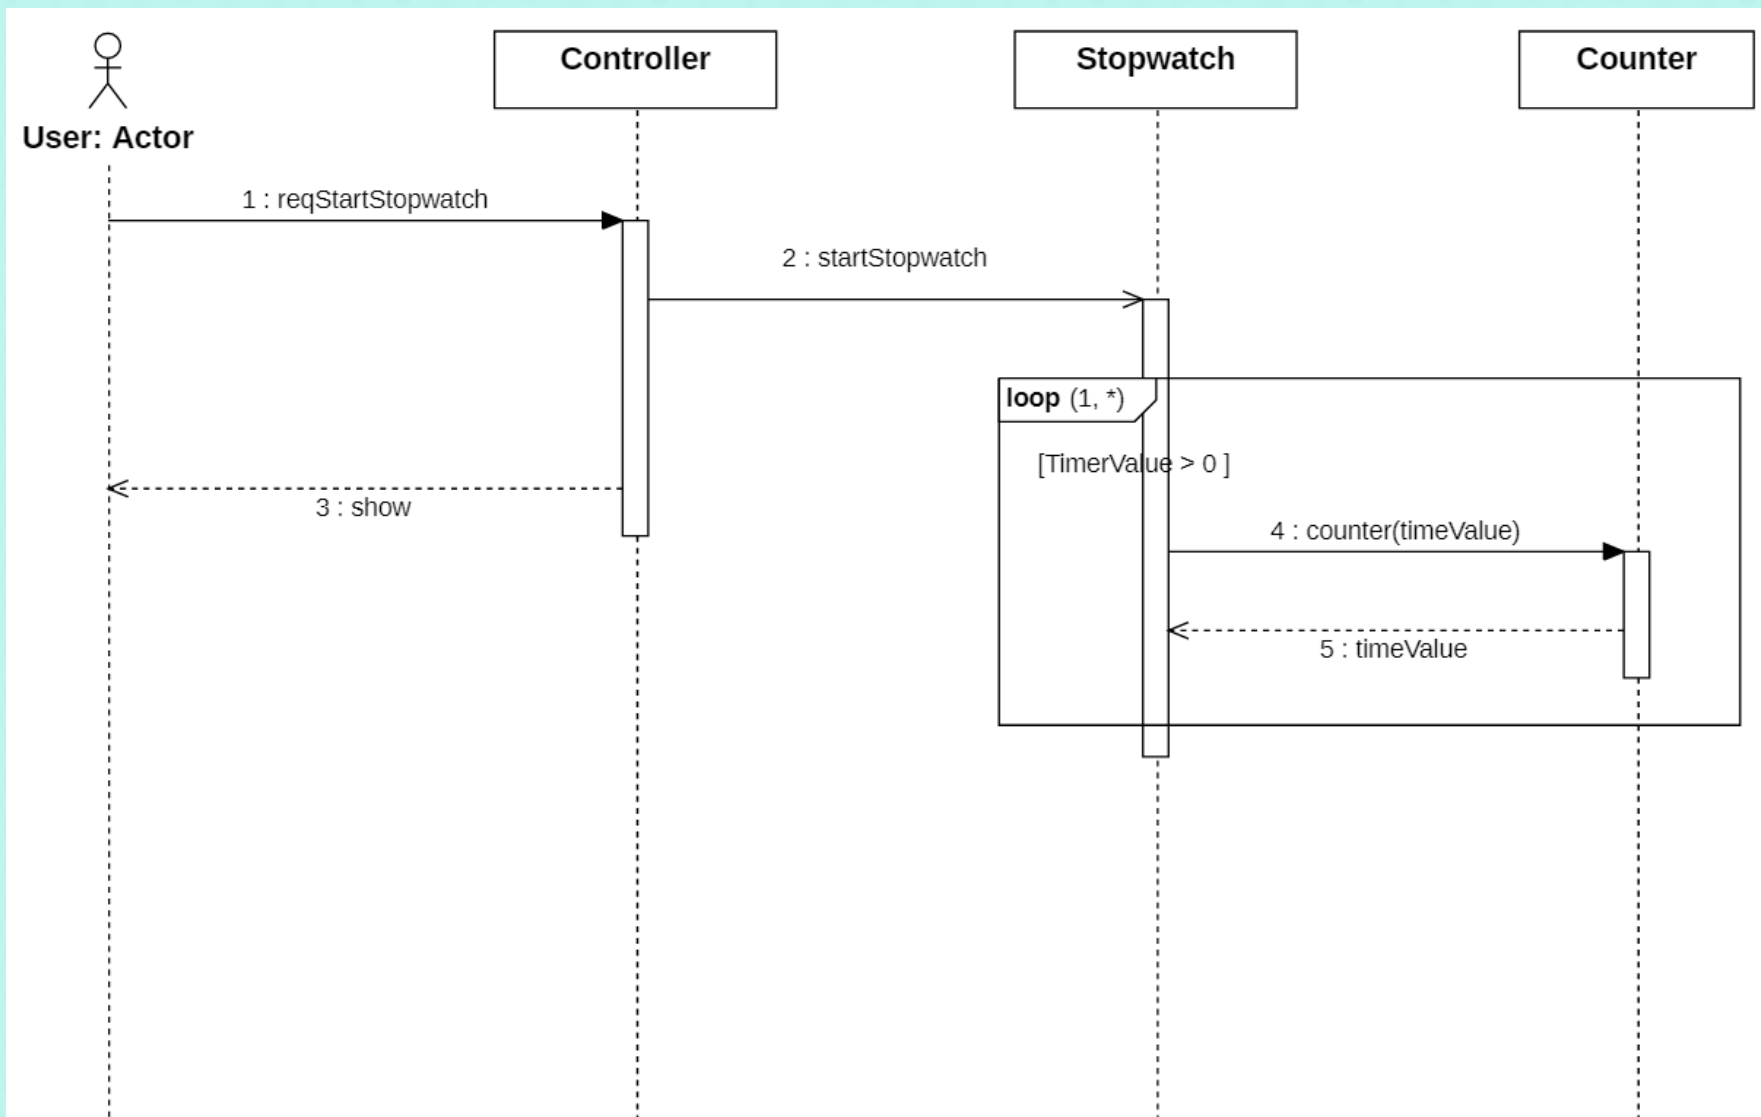 User: Actor
Controller
Stopwatch
Counter
1 : reqStartStopwatch
2 : startStopwatch
loop (1, *)
[TimerValue > 0 ]
3 : show
4 : counter(timeValue)
5 : timeValue